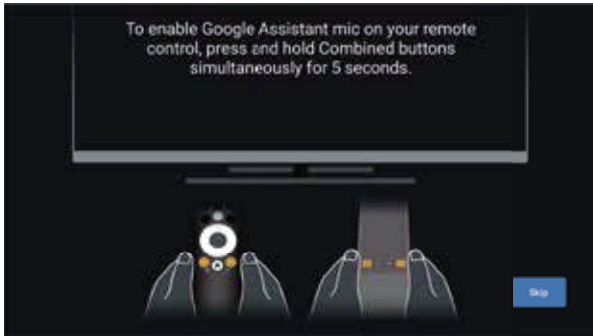 To enable Google Assistant mic on your remote
control, press and hold Combined buttons
simultaneously for 5 seconds.
Skip